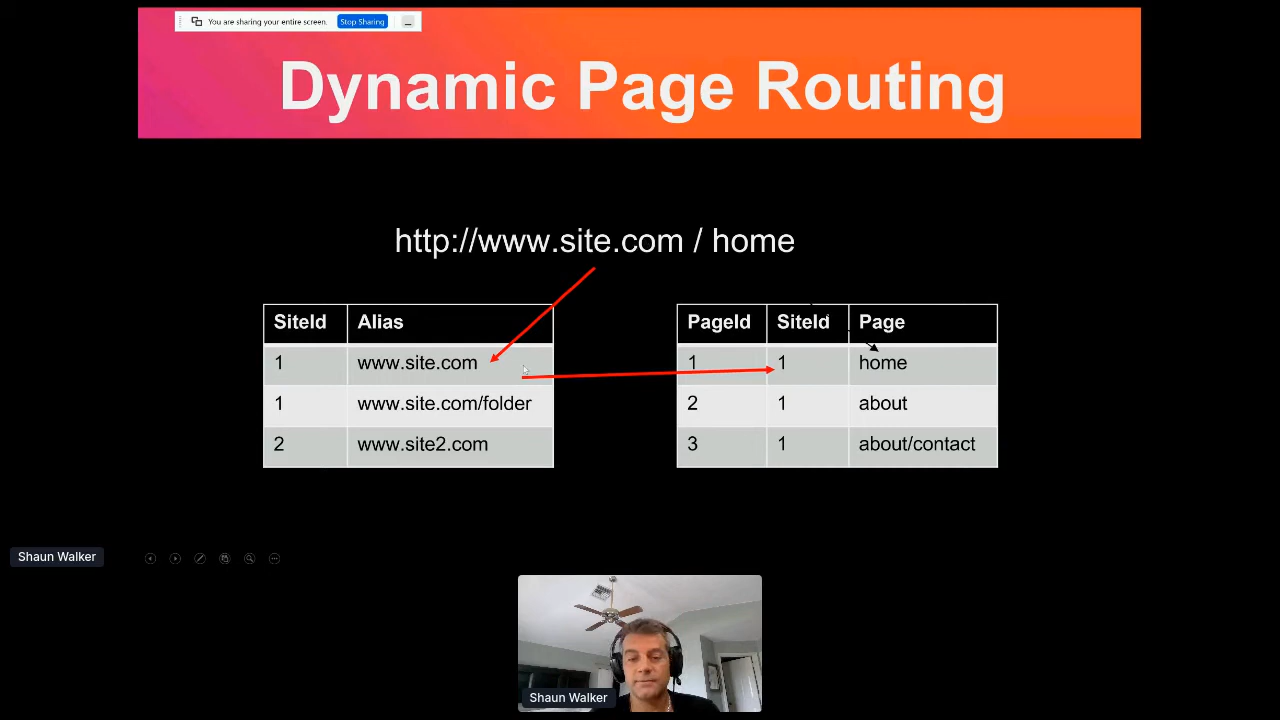 You are sharing your entire screen. Stop Sharing
Dynamic Page Routing
http://www.site.com / home
SiteId Alias
1 www.site.com
1 www.site.com/folder
2 www.site2.com
PageId SiteId Page
1 1 home
2 1 about
3 1 about/contact
Shaun Walker
Shaun Walker